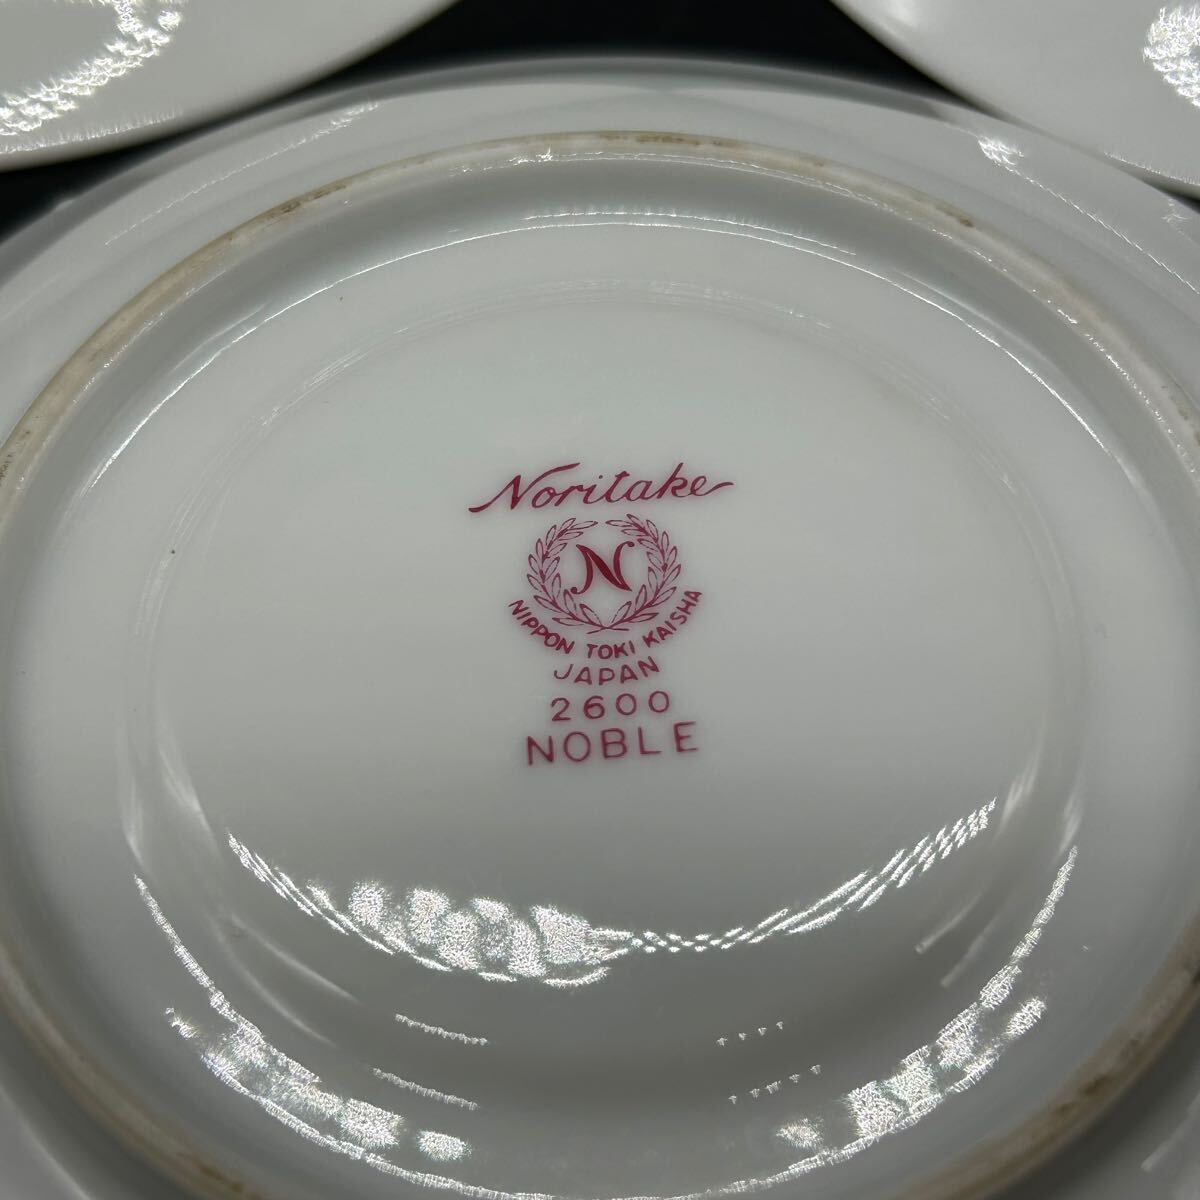 Noritake
N
NIPPON TOKI KAISHA
JAPAN
2600
NOBLE